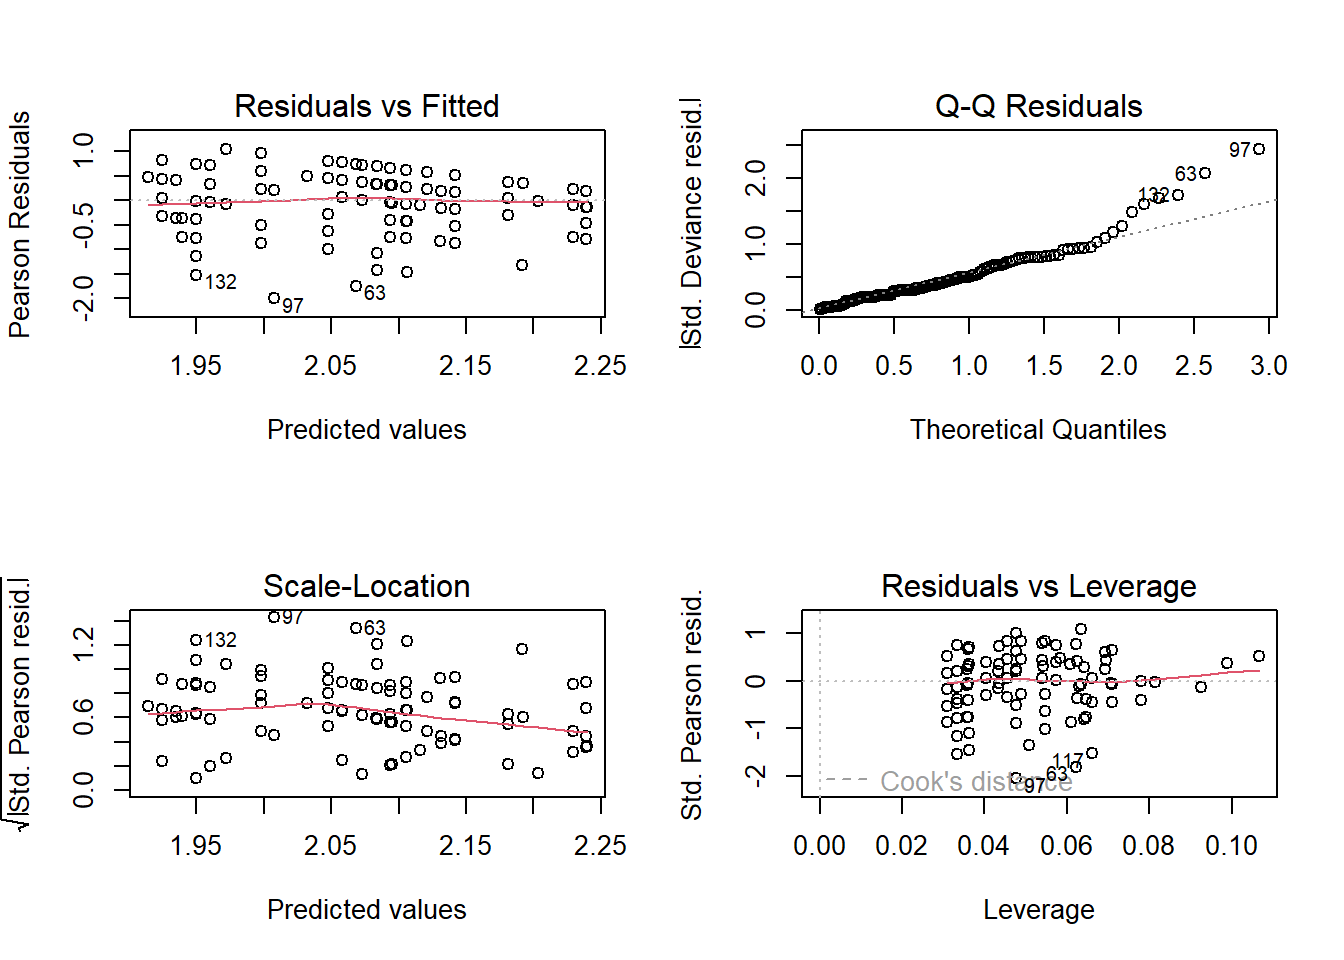 Residuals vs Fitted
Pearson Residuals
1.0
-0.5
-2.0
132
97
63
1.95 2.05 2.15 2.25
Predicted values
Q-Q Residuals
|Std. Deviance resid.|
2.0
1.0
0.0
97
63
132
0.0 0.5 1.0 1.5 2.0 2.5 3.0
Theoretical Quantiles
Scale-Location
√|Std. Pearson resid.|
1.2
0.6
0.0
132
97
63
1.95 2.05 2.15 2.25
Predicted values
Residuals vs Leverage
Std. Pearson resid.
1
0
-1
-2
117
63
97
Cook's distance
0.00 0.02 0.04 0.06 0.08 0.10
Leverage